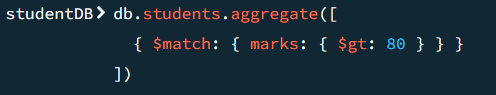 studentDB> db.students.aggregate([
{ $match: { marks: { $gt: 80 } } }
])